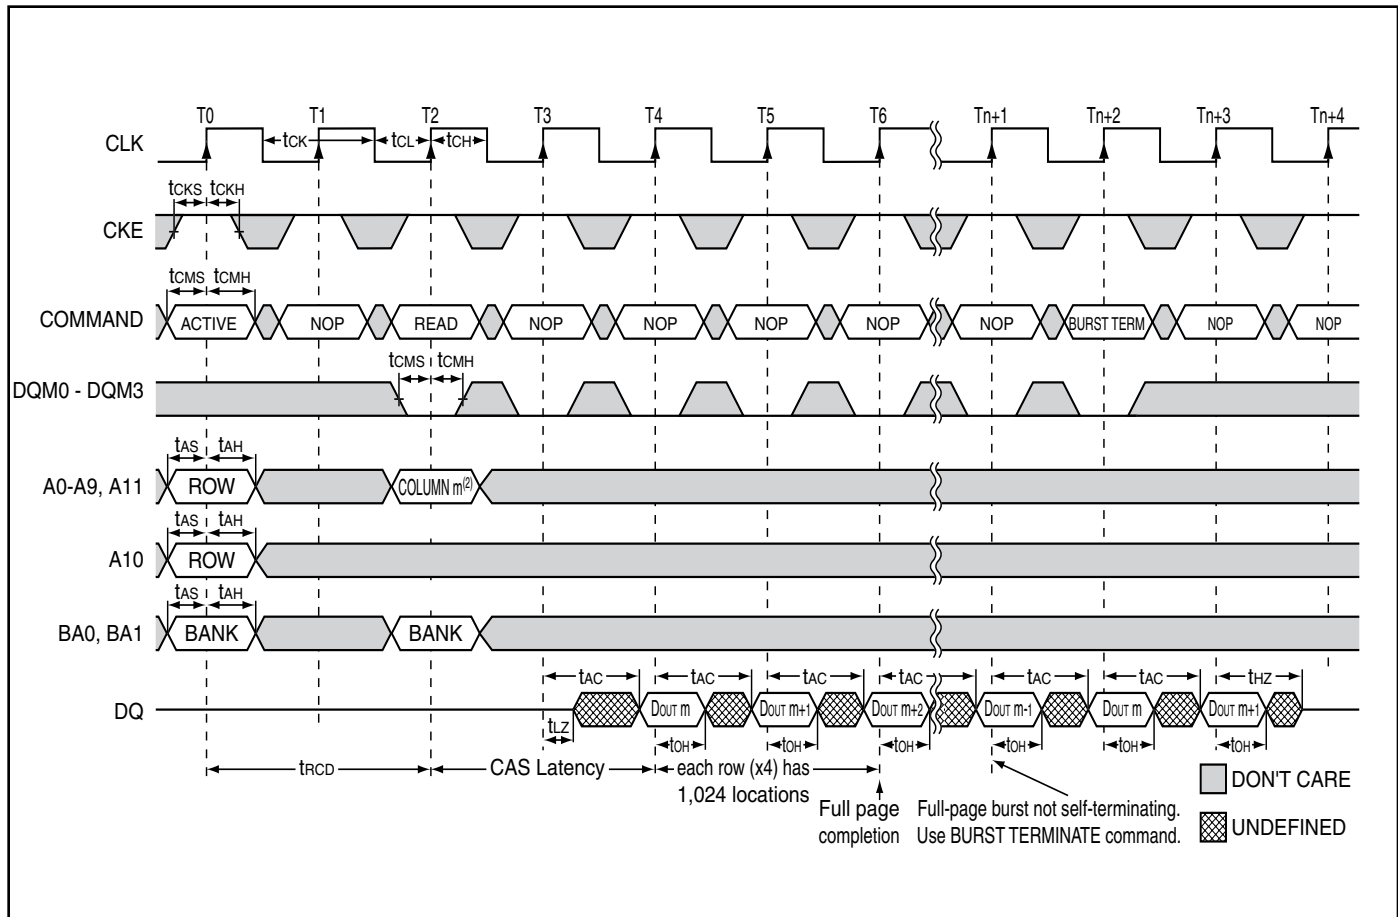 T0 T1 T2 T3 T4 T5 T6 Tn+1 Tn+2 Tn+3 Tn+4
CLK tCK tCL tCH
tCKS tCKH
CKE
tCMS tCMH
COMMAND ACTIVE NOP READ NOP NOP NOP NOP NOP BURST TERM NOP NOP
tCMS tCMH
DQM0 - DQM3
tAS tAH
A0-A9, A11 ROW COLUMN m(2)
tAS tAH
A10 ROW
tAS tAH
BA0, BA1 BANK BANK
tAC tAC tAC tAC tAC tAC tHZ
DQ DOUT m DOUT m+1 DOUT m+2 DOUT m-1 DOUT m DOUT m+1
tLZ tOH tOH tOH tOH tOH tOH
tRCD CAS Latency each row (x4) has
1,024 locations
Full page
completion
Full-page burst not self-terminating.
Use BURST TERMINATE command.
DON'T CARE
UNDEFINED